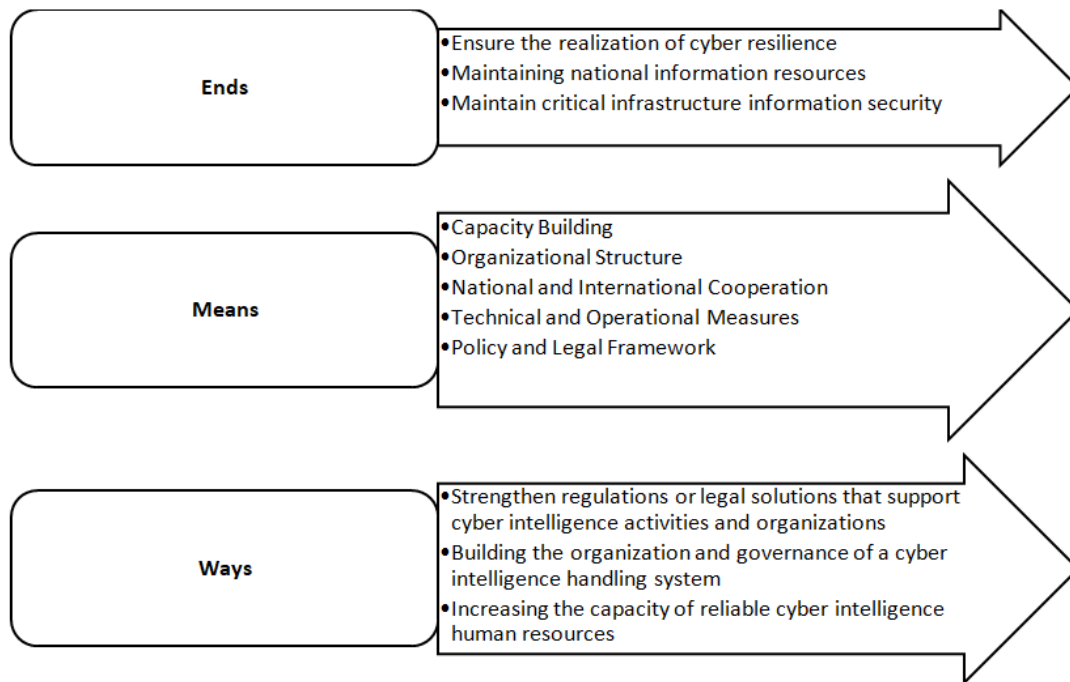 Ends
•Ensure the realization of cyber resilience
•Maintaining national information resources
•Maintain critical infrastructure information security
Means
•Capacity Building
•Organizational Structure
•National and International Cooperation
•Technical and Operational Measures
•Policy and Legal Framework
Ways
•Strengthen regulations or legal solutions that support
cyber intelligence activities and organizations
•Building the organization and governance of a cyber
intelligence handling system
•Increasing the capacity of reliable cyber intelligence
human resources